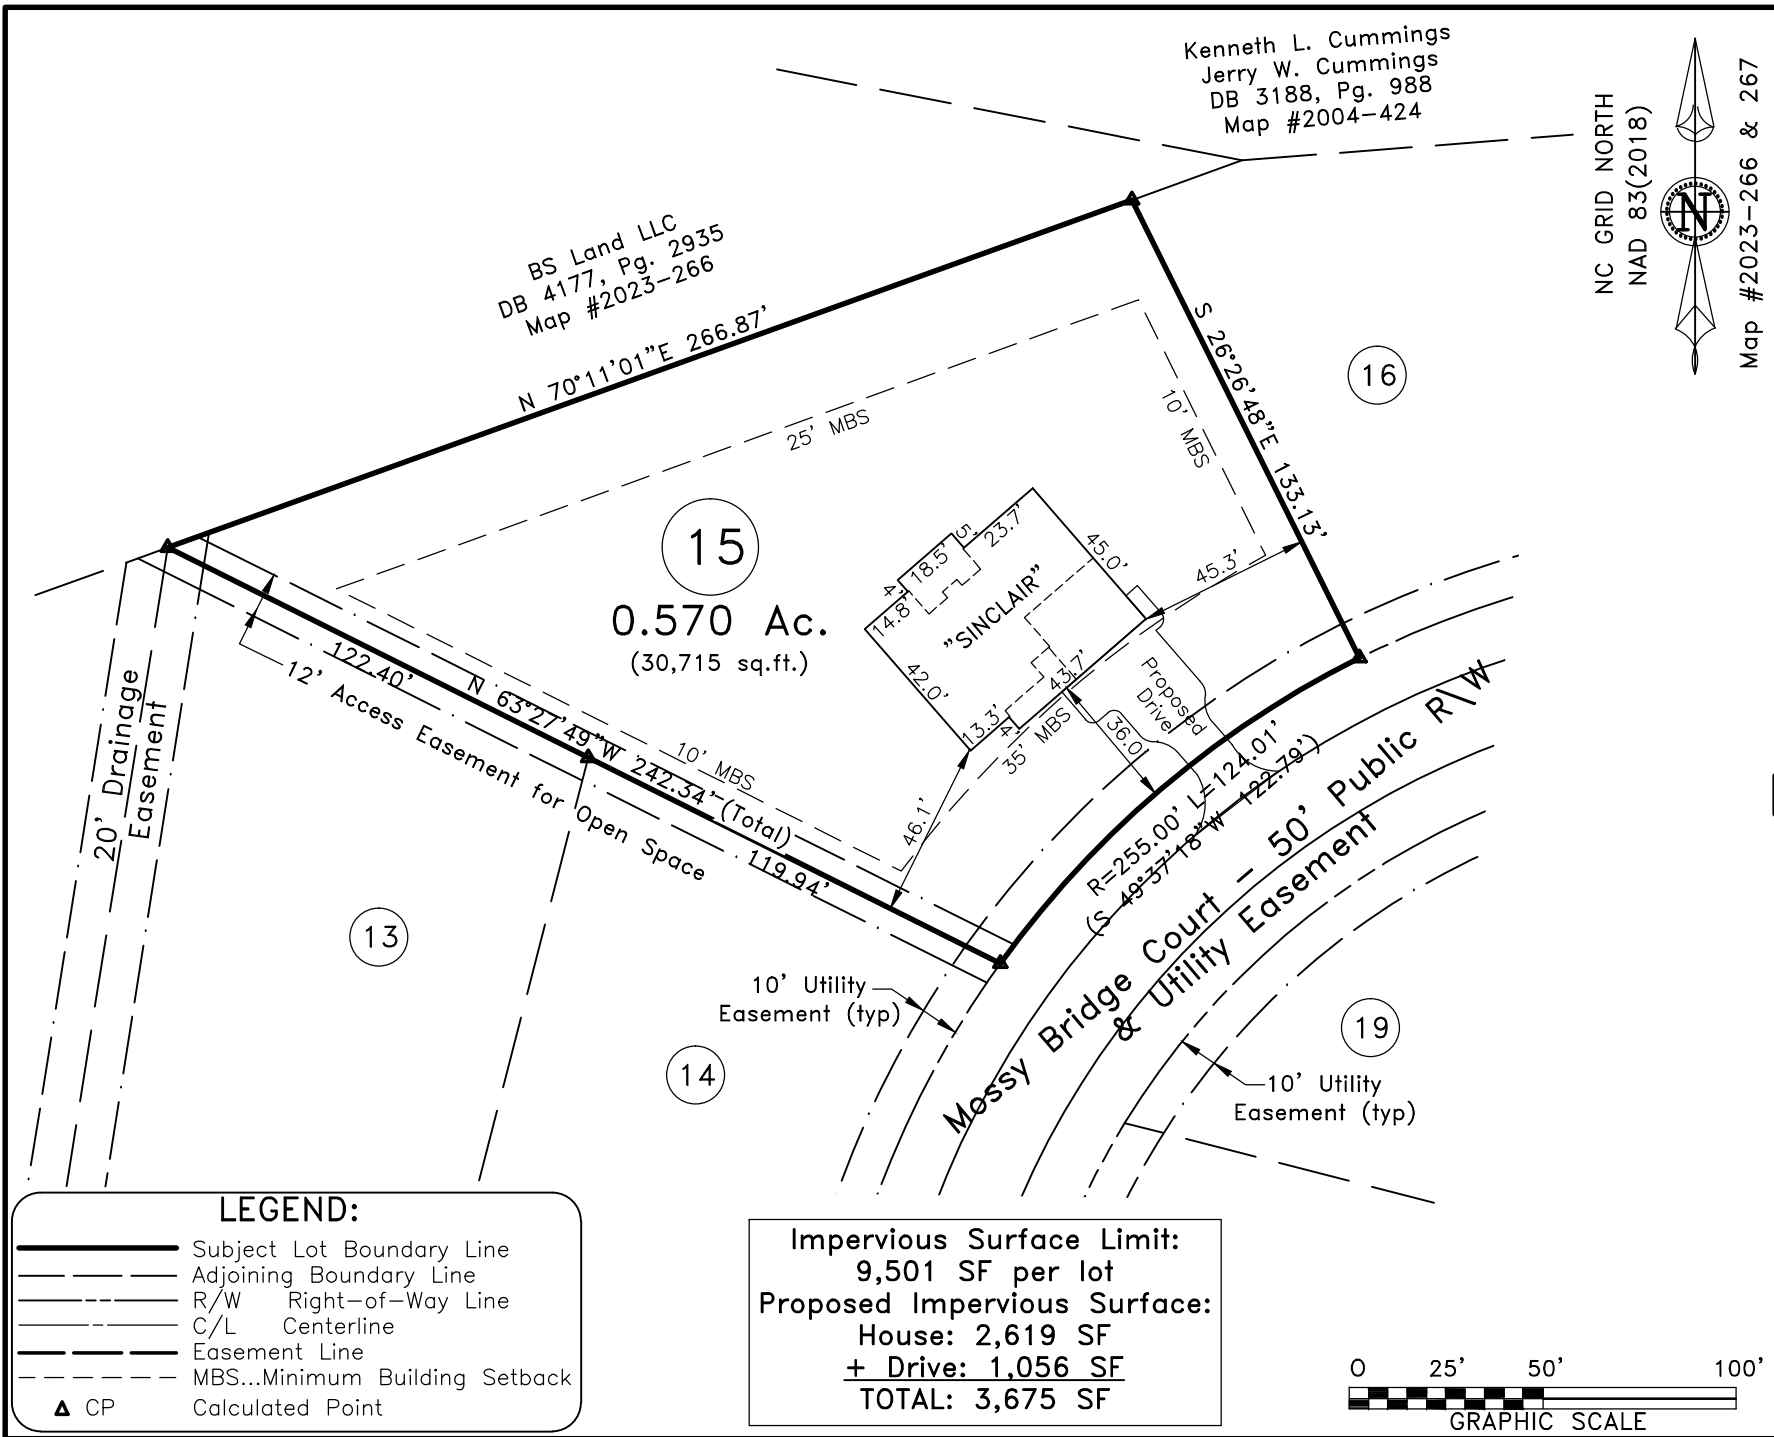 Kenneth L. Cummings
Jerry W. Cummings
DB 3188, Pg. 988
Map #2004-424
NC GRID NORTH
NAD 83(2018)
N
Map #2023-266 & 267
BS Land LLC
DB 4177, Pg. 2935
Map #2023-266
N 70°11'01"E 266.87'
S 26°26'48"E 133.13'
16
25' MBS
10' MBS
15
0.570 Ac.
(30,715 sq.ft.)
18.5'
5'
23.7'
45.0'
4'
14.8'
"SINCLAIR"
42.0'
43.7'
13.3'
4'
45.3'
35' MBS
36.0'
Proposed
Drive
46.1'
122.40'
N 63°27'49"W 242.34' (Total)
119.94'
10' MBS
12' Access Easement for Open Space
20' Drainage
Easement
R=255.00' L=124.01'
(S 49°37'18"W 122.79')
Mossy Bridge Court - 50' Public R\W
& Utility Easement
13
10' Utility
Easement (typ)
14
19
10' Utility
Easement (typ)
LEGEND:
Subject Lot Boundary Line
Adjoining Boundary Line
R/W Right-of-Way Line
C/L Centerline
Easement Line
MBS...Minimum Building Setback
CP Calculated Point
Impervious Surface Limit:
9,501 SF per lot
Proposed Impervious Surface:
House: 2,619 SF
+ Drive: 1,056 SF
TOTAL: 3,675 SF
0 25' 50' 100'
GRAPHIC SCALE